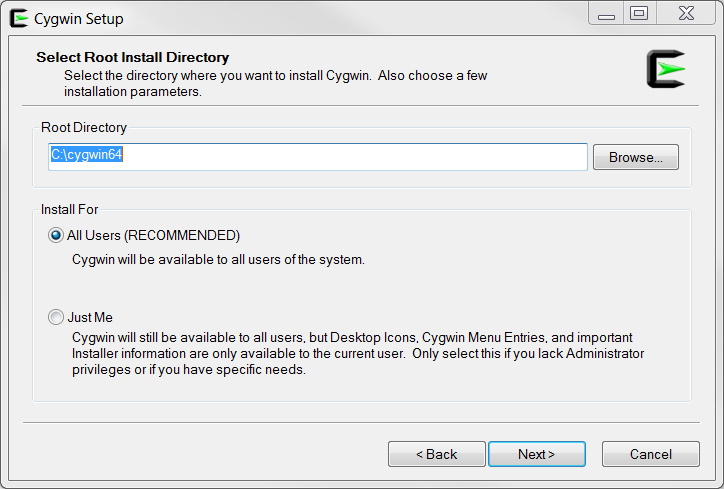 Cygwin Setup
Select Root Install Directory
Select the directory where you want to install Cygwin.  Also choose a few
installation parameters.
Root Directory
C:\cygwin64
Browse...
Install For
All Users (RECOMMENDED)
Cygwin will be available to all users of the system.
Just Me
Cygwin will still be available to all users, but Desktop Icons, Cygwin Menu Entries, and important
Installer information are only available to the current user.  Only select this if you lack Administrator
privileges or if you have specific needs.
< Back
Next >
Cancel